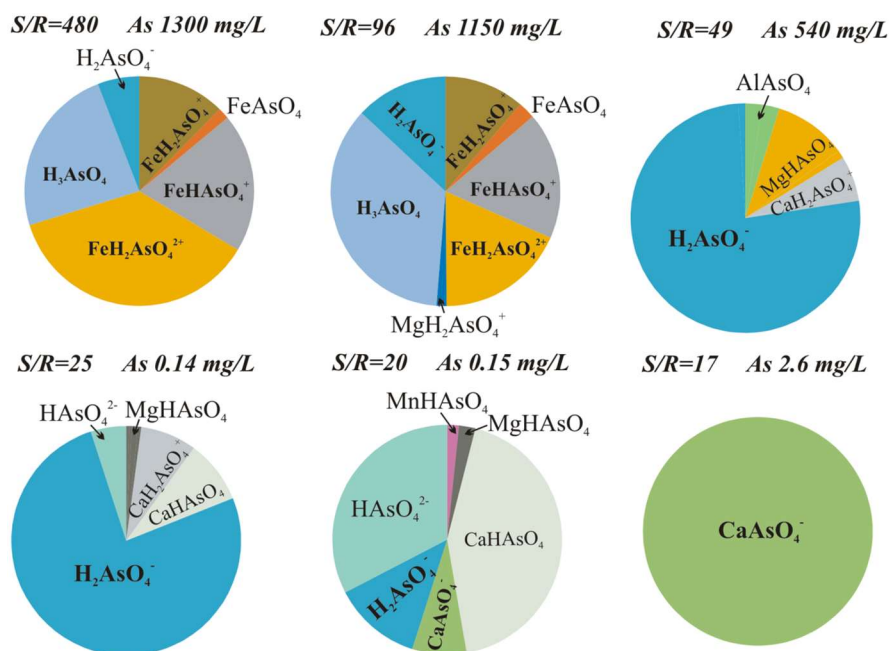 S/R=480 As 1300 mg/L
H₂AsO₄⁻
FeH₂AsO₄⁺
FeAsO₄
FeHAsO₄⁺
FeH₂AsO₄²⁺
H₃AsO₄
S/R=96 As 1150 mg/L
H₂AsO₄⁻
FeH₂AsO₄⁺
FeAsO₄
FeHAsO₄⁺
FeH₂AsO₄²⁺
H₃AsO₄
MgH₂AsO₄⁺
S/R=49 As 540 mg/L
AlAsO₄
MgHAsO₄
CaH₂AsO₄⁺
H₂AsO₄⁻
S/R=25 As 0.14 mg/L
HAsO₄²⁻
MgHAsO₄
CaH₂AsO₄⁺
CaHAsO₄
H₂AsO₄⁻
S/R=20 As 0.15 mg/L
MnHAsO₄
MgHAsO₄
HAsO₄²⁻
CaHAsO₄
H₂AsO₄⁻
CaAsO₄⁻
S/R=17 As 2.6 mg/L
CaAsO₄⁻